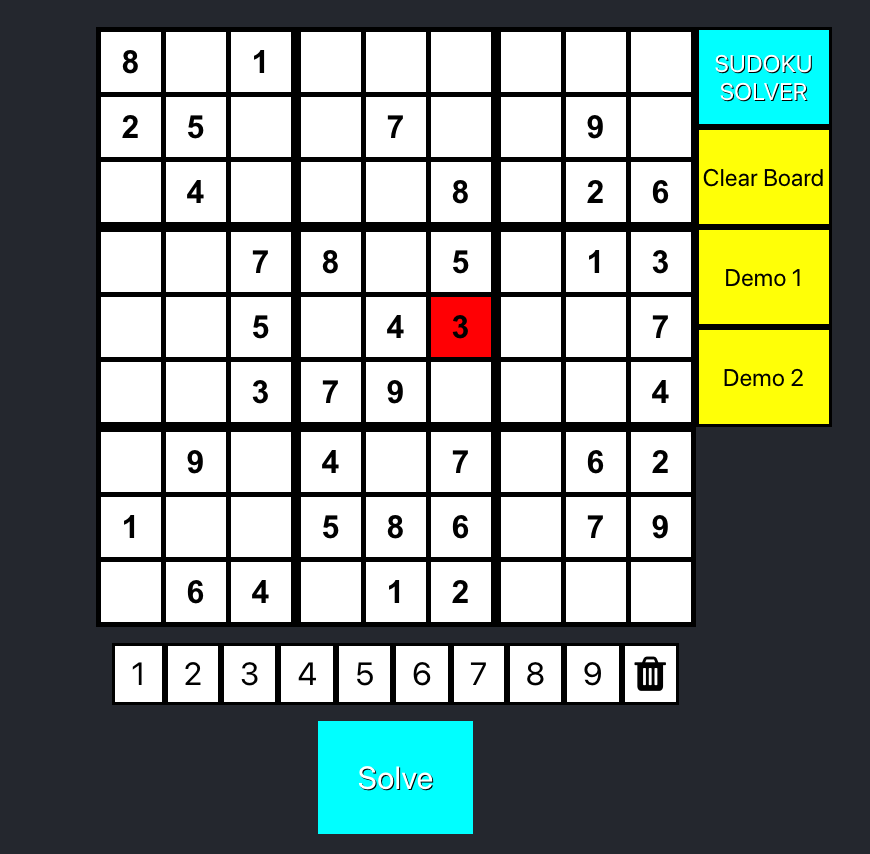 8 1
2 5 7 9
4 8 2 6
7 8 5 1 3
5 4 3 7
3 7 9 4
9 4 7 6 2
1 5 8 6 7 9
6 4 1 2
SUDOKU
SOLVER
Clear Board
Demo 1
Demo 2
1 2 3 4 5 6 7 8 9
Solve